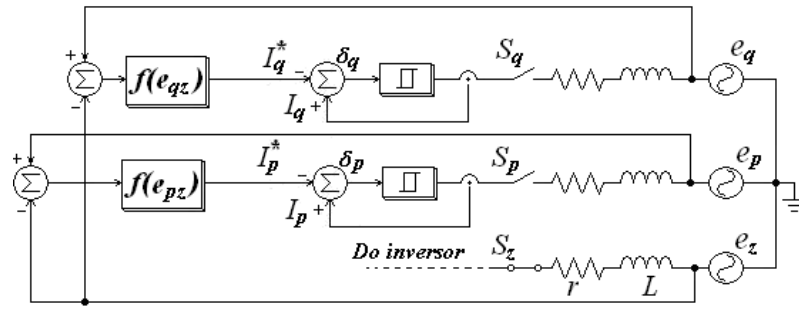 + Σ −
f(e_qz)
I_q^*
− Σ
I_q +
δ_q
S_q
e_q
+ Σ −
f(e_pz)
I_p^*
− Σ
I_p +
δ_p
S_p
e_p
Do inversor
S_z
r
L
e_z